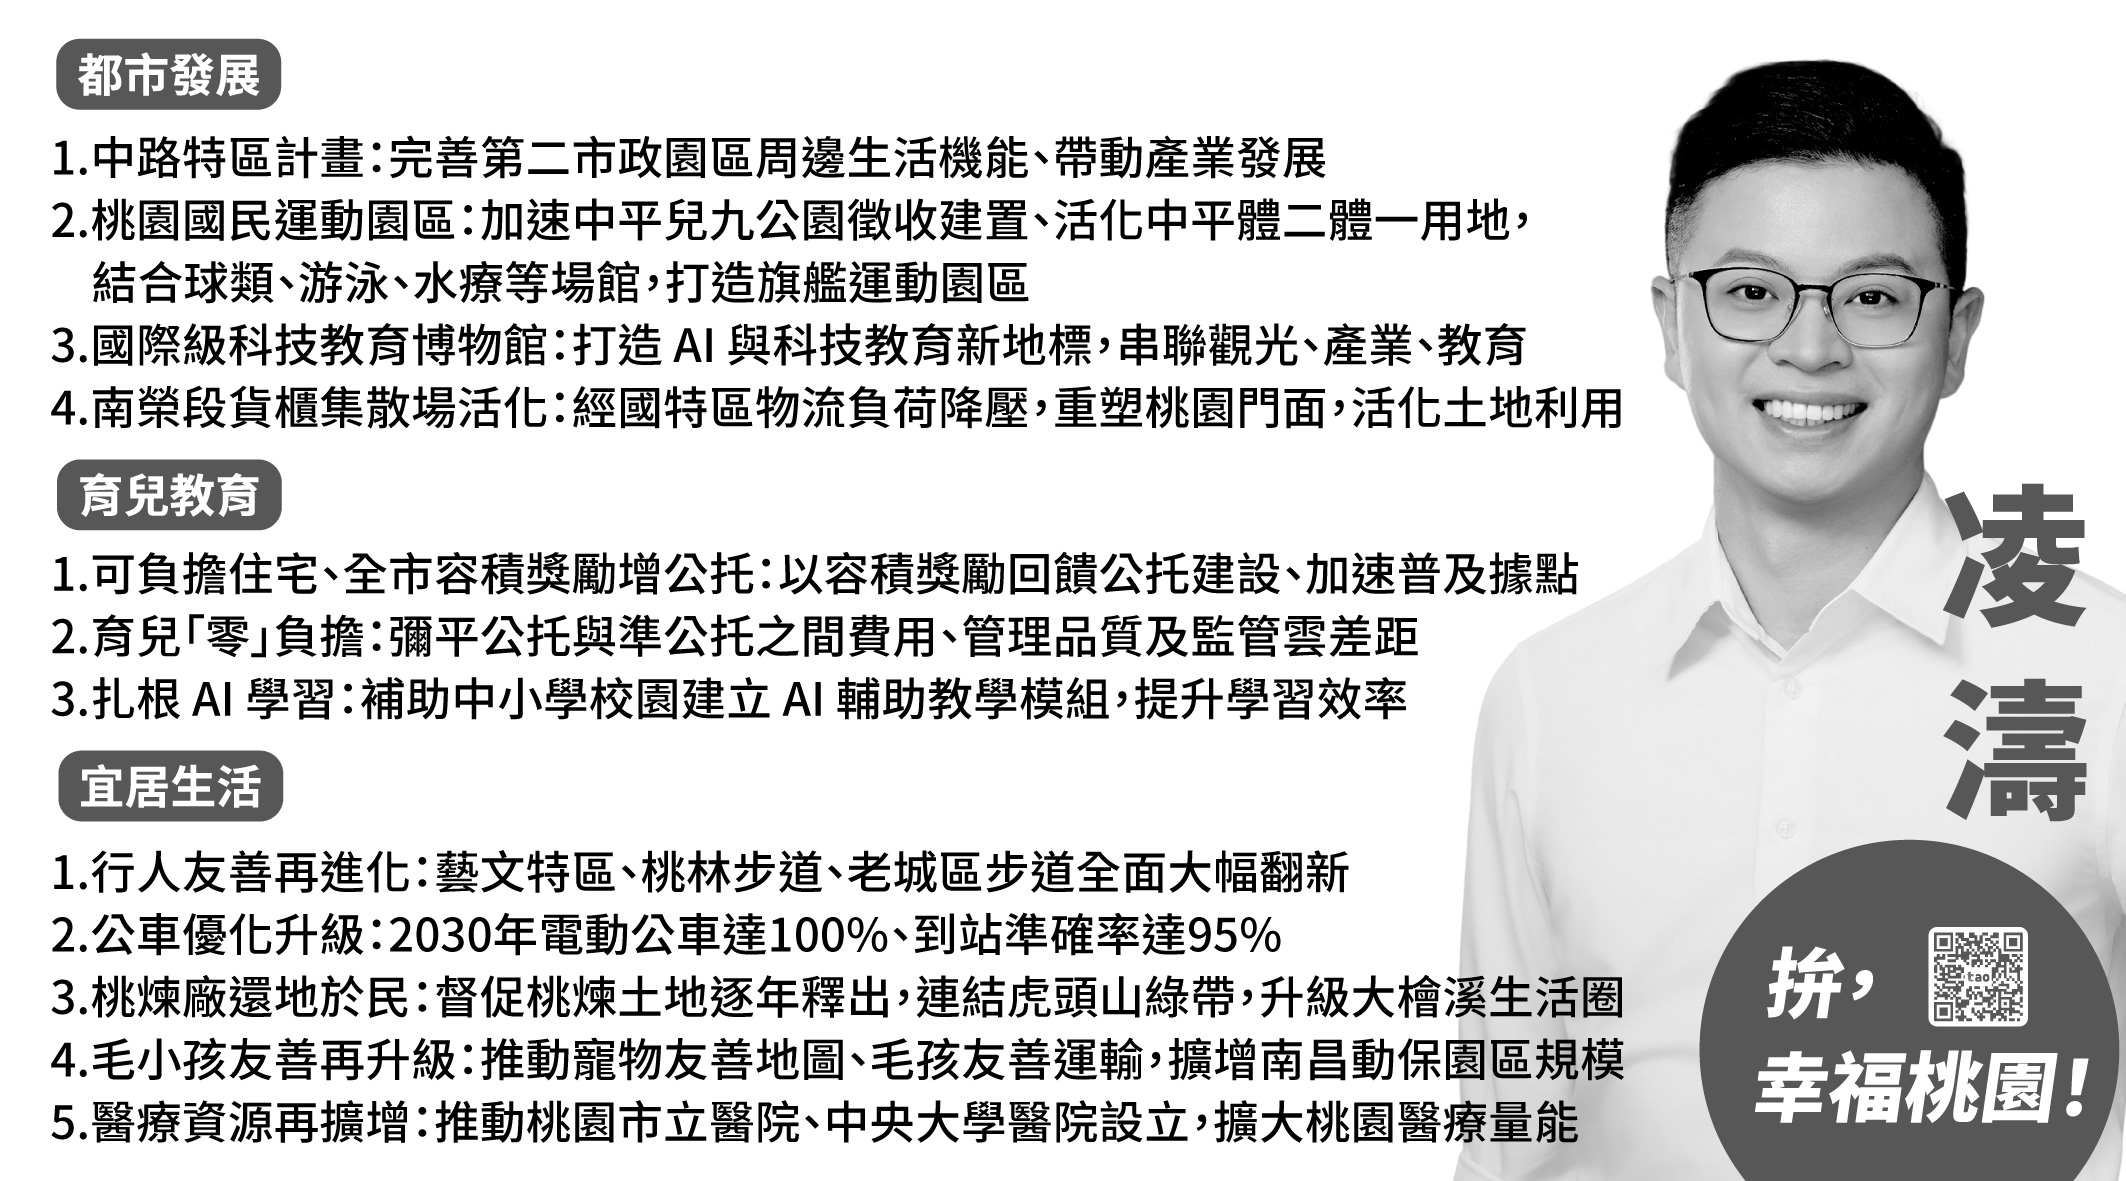 都市發展
1.中路特區計畫：完善第二市政園區周邊生活機能、帶動產業發展
2.桃園國民運動園區：加速中平兒九公園徵收建置、活化中平體二體一用地，
結合球類、游泳、水療等場館，打造旗艦運動園區
3.國際級科技教育博物館：打造 AI 與科技教育新地標，串聯觀光、產業、教育
4.南榮段貨櫃集散場活化：經國特區物流負荷降壓，重塑桃園門面，活化土地利用
育兒教育
1.可負擔住宅、全市容積獎勵增公托：以容積獎勵回饋公托建設、加速普及據點
2.育兒「零」負擔：彌平公托與準公托之間費用、管理品質及監管雲差距
3.扎根 AI 學習：補助中小學校園建立 AI 輔助教學模組，提升學習效率
宜居生活
1.行人友善再進化：藝文特區、桃林步道、老城區步道全面大幅翻新
2.公車優化升級：2030年電動公車達100%、到站準確率達95%
3.桃煉廠還地於民：督促桃煉土地逐年釋出，連結虎頭山綠帶，升級大檜溪生活圈
4.毛小孩友善再升級：推動寵物友善地圖、毛孩友善運輸，擴增南昌動保園區規模
5.醫療資源再擴增：推動桃園市立醫院、中央大學醫院設立，擴大桃園醫療量能
凌濤
拚，
tao
幸福桃園！